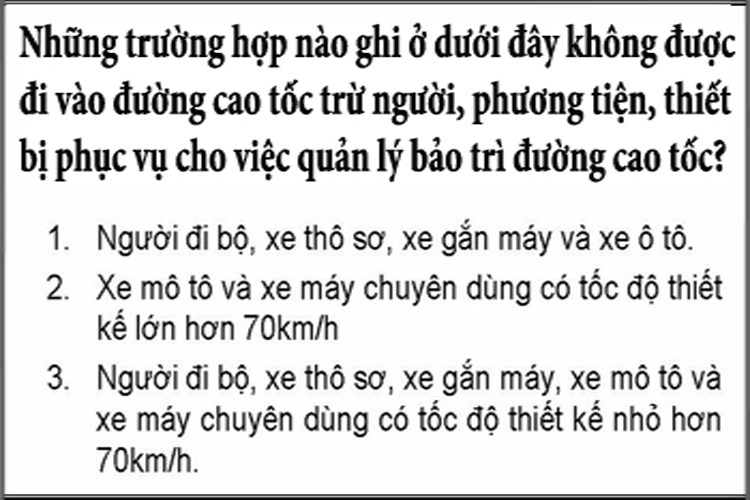 Những trường hợp nào ghi ở dưới đây không được
đi vào đường cao tốc trừ người, phương tiện, thiết
bị phục vụ cho việc quản lý bảo trì đường cao tốc?
1. Người đi bộ, xe thô sơ, xe gắn máy và xe ô tô.
2. Xe mô tô và xe máy chuyên dùng có tốc độ thiết
kế lớn hơn 70km/h
3. Người đi bộ, xe thô sơ, xe gắn máy, xe mô tô và
xe máy chuyên dùng có tốc độ thiết kế nhỏ hơn
70km/h.